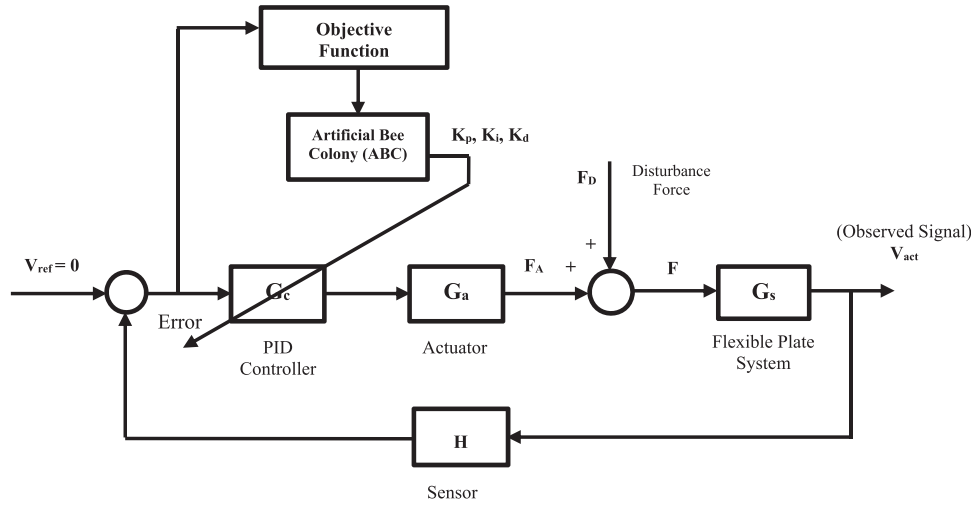 Objective
Function
Artificial Bee
Colony (ABC)
Kp, Ki, Kd
FD
Disturbance
Force
(Observed Signal)
Vact
Vref = 0
+
FA
+
F
Gc
Ga
Gs
Error
PID
Controller
Actuator
Flexible Plate
System
H
Sensor